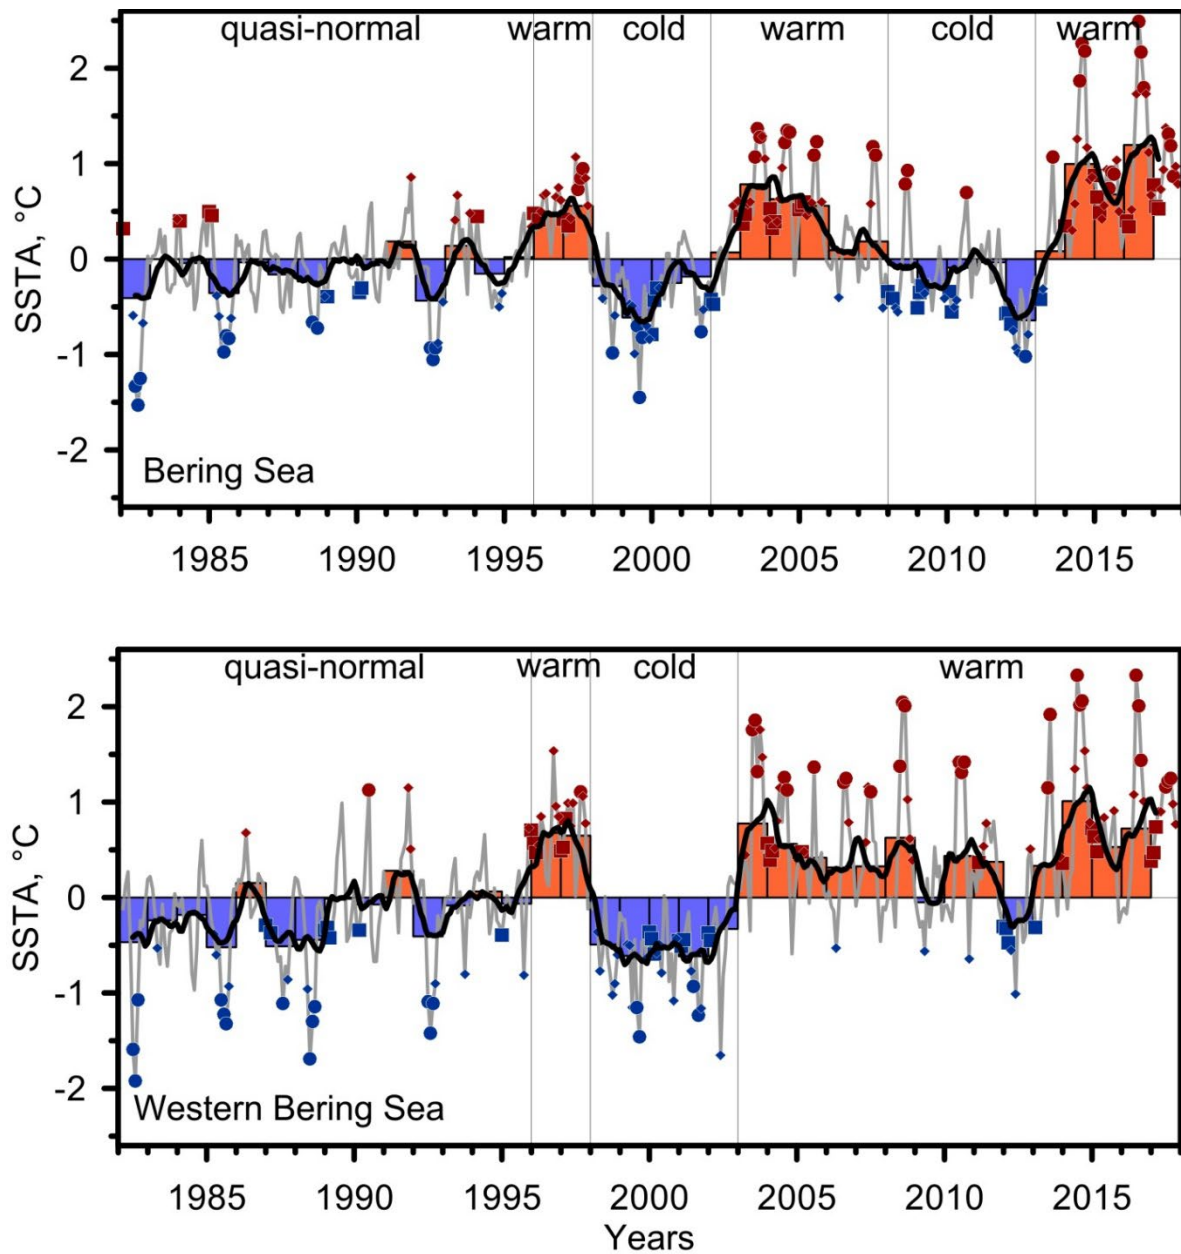 quasi-normal warm cold warm cold warm
2
1
0
-1
-2
SSTA, °C
Bering Sea
1985 1990 1995 2000 2005 2010 2015
quasi-normal warm cold warm
2
1
0
-1
-2
SSTA, °C
Western Bering Sea
1985 1990 1995 2000 2005 2010 2015
Years